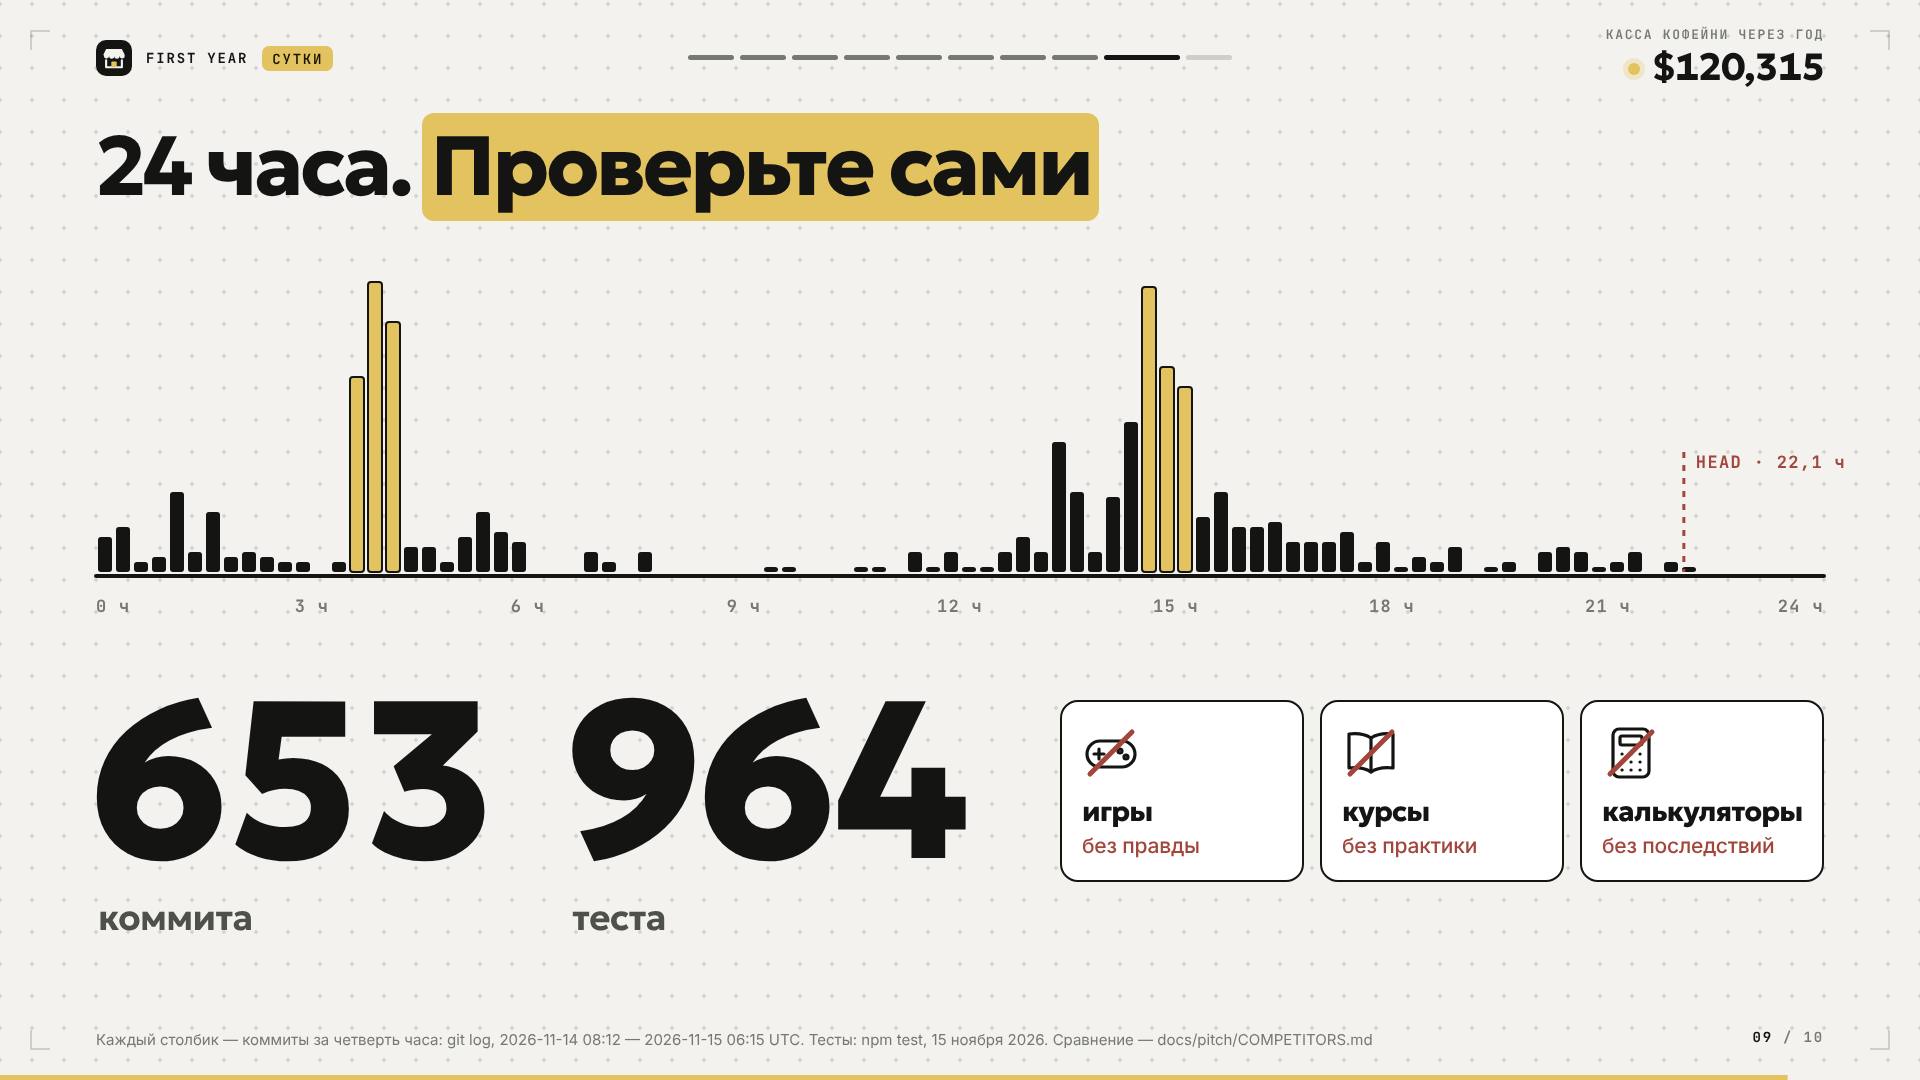 FIRST YEAR СУТКИ
КАССА КОФЕЙНИ ЧЕРЕЗ ГОД
$120,315
24 часа. Проверьте сами
HEAD · 22,1 ч
0 ч 3 ч 6 ч 9 ч 12 ч 15 ч 18 ч 21 ч 24 ч
653 964
коммита теста
игры
без правды
курсы
без практики
калькуляторы
без последствий
Каждый столбик — коммиты за четверть часа: git log, 2026-11-14 08:12 — 2026-11-15 06:15 UTC. Тесты: npm test, 15 ноября 2026. Сравнение — docs/pitch/COMPETITORS.md
09 / 10